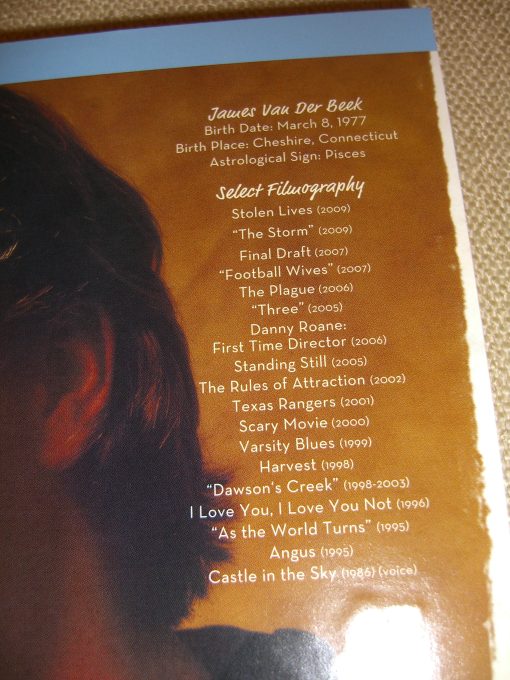 James Van Der Beek
Birth Date: March 8, 1977
Birth Place: Cheshire, Connecticut
Astrological Sign: Pisces
Select Filmography
Stolen Lives (2009)
"The Storm" (2009)
Final Draft (2007)
"Football Wives" (2007)
The Plague (2006)
"Three" (2005)
Danny Roane:
First Time Director (2006)
Standing Still (2005)
The Rules of Attraction (2002)
Texas Rangers (2001)
Scary Movie (2000)
Varsity Blues (1999)
Harvest (1998)
"Dawson's Creek" (1998-2003)
I Love You, I Love You Not (1996)
"As the World Turns" (1995)
Angus (1995)
Castle in the Sky (1986) (voice)